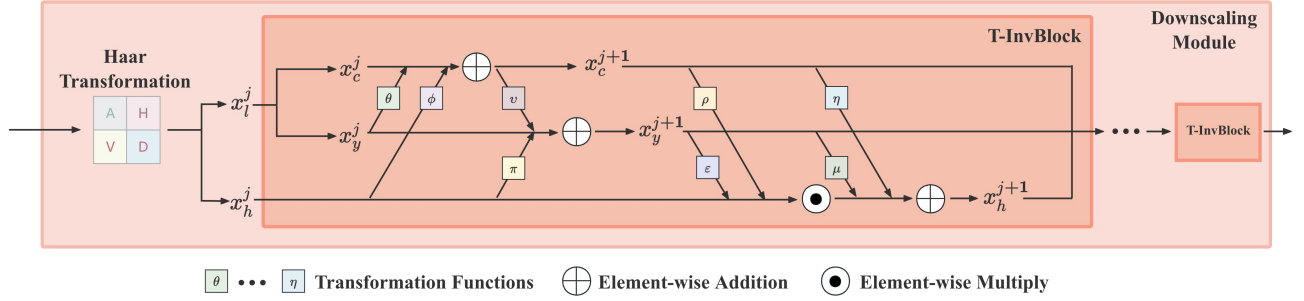 Downscaling
Module
T-InvBlock
Haar
Transformation
A H
V D
x_l^j
x_c^j
x_y^j
x_h^j
θ
ϕ
υ
π
x_c^{j+1}
x_y^{j+1}
ρ
η
ε
μ
x_h^{j+1}
T-InvBlock
θ ••• η Transformation Functions
Element-wise Addition
Element-wise Multiply